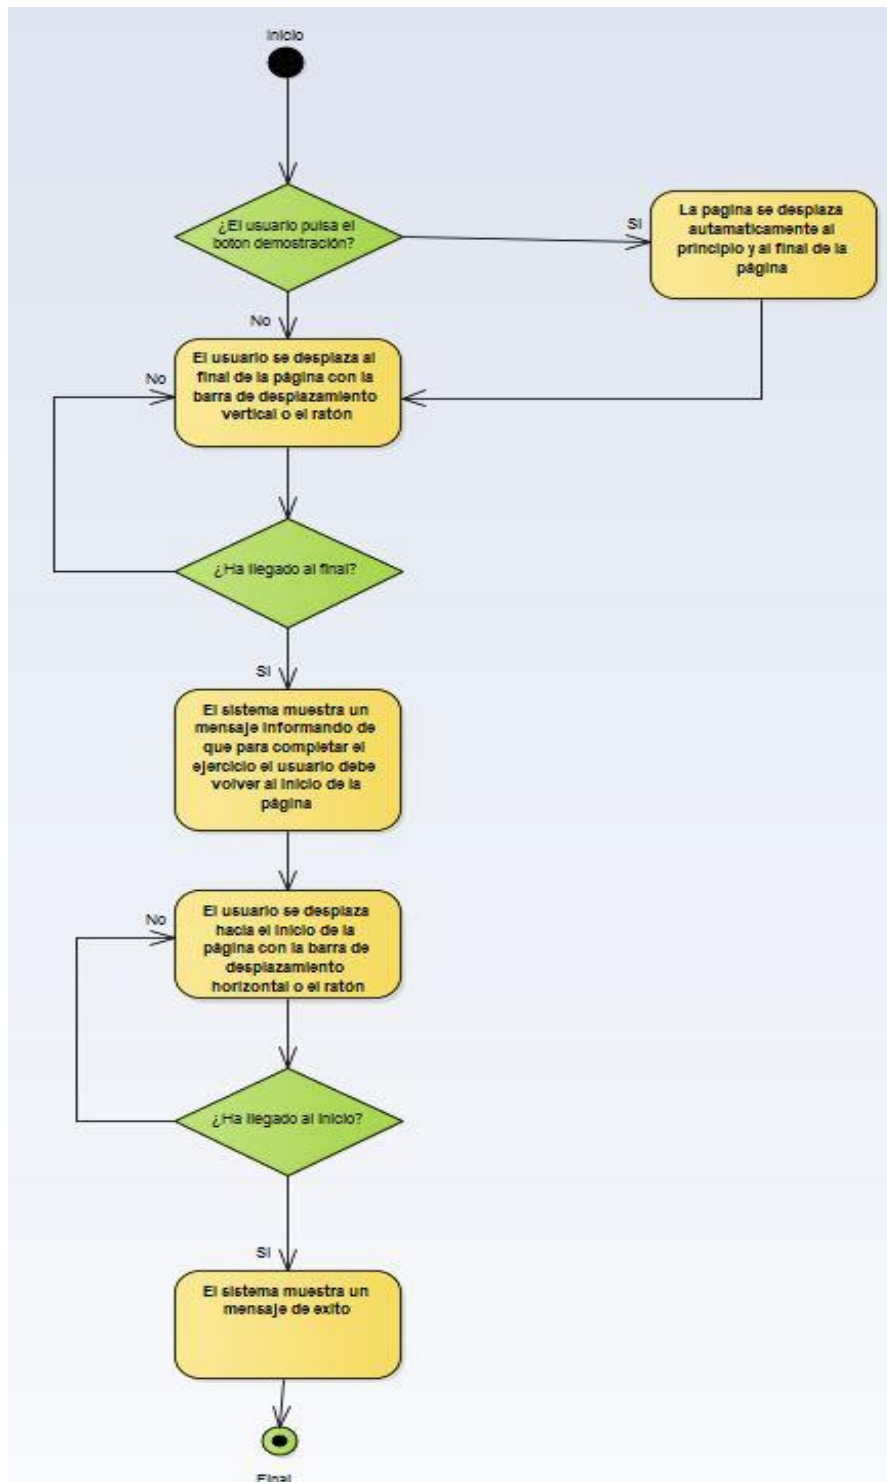 Inicio
¿El usuario pulsa el
boton demostración?
Si
La pagina se desplaza
automaticamente al
principio y al final de la
página
No
El usuario se desplaza al
final de la página con la
barra de desplazamiento
vertical o el ratón
No
¿Ha llegado al final?
Si
El sistema muestra un
mensaje informando de
que para completar el
ejercicio el usuario debe
volver al inicio de la
página
No
El usuario se desplaza
hacia el inicio de la
página con la barra de
desplazamiento
horizontal o el ratón
¿Ha llegado al inicio?
Si
El sistema muestra un
mensaje de exito
Final